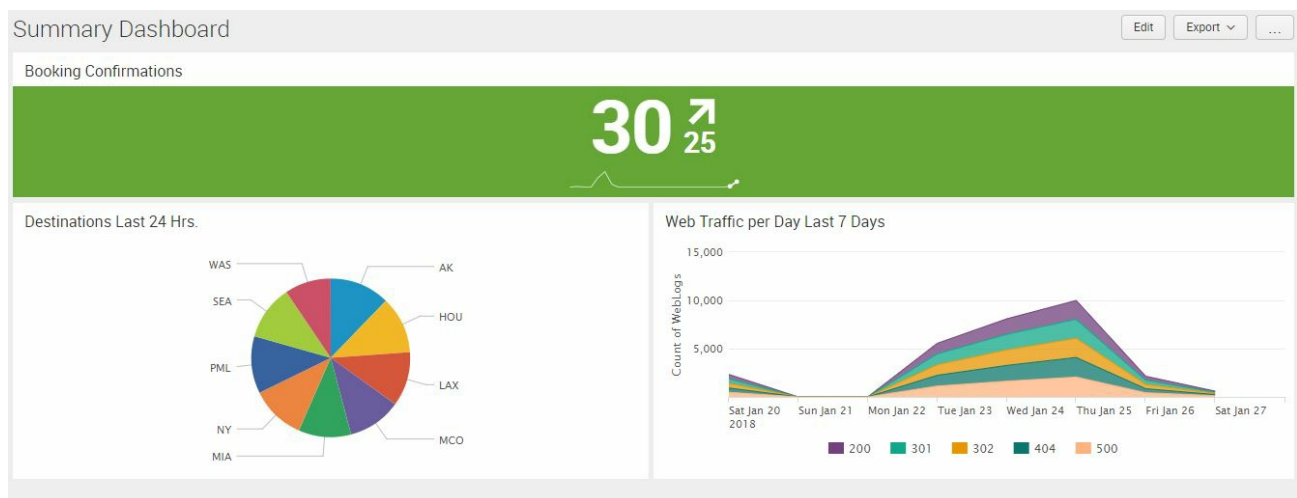 Summary Dashboard
Edit
Export
...
Booking Confirmations
30
25
Destinations Last 24 Hrs.
WAS
AK
SEA
HOU
PML
LAX
NY
MCO
MIA
Web Traffic per Day Last 7 Days
Count of WebLogs
15,000
10,000
5,000
Sat Jan 20 Sun Jan 21 Mon Jan 22 Tue Jan 23 Wed Jan 24 Thu Jan 25 Fri Jan 26 Sat Jan 27
2018
200 301 302 404 500